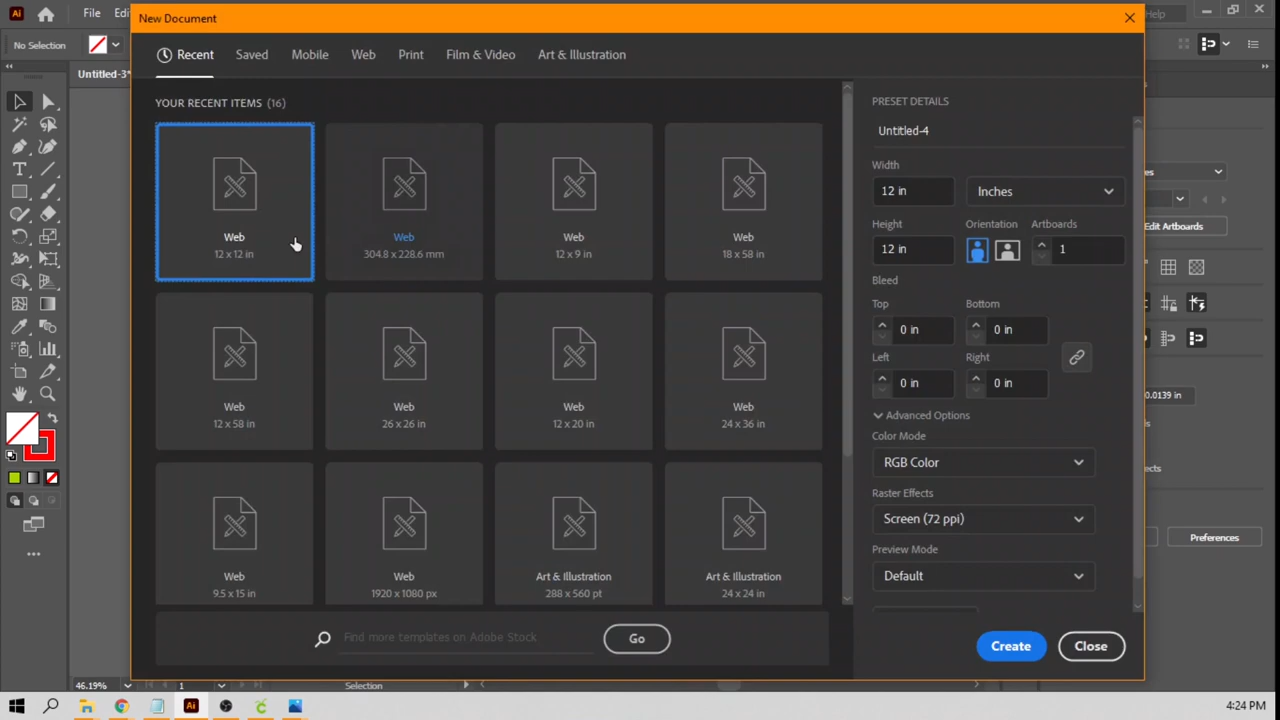 New Document
Ai
File
Edi
Help
No Selection
Untitled-3*
Recent
Saved
Mobile
Web
Print
Film & Video
Art & Illustration
YOUR RECENT ITEMS (16)
Web
12 x 12 in
Web
304.8 x 228.6 mm
Web
12 x 9 in
Web
18 x 58 in
Web
12 x 58 in
Web
26 x 26 in
Web
12 x 20 in
Web
24 x 36 in
Web
9.5 x 15 in
Web
1920 x 1080 px
Art & Illustration
288 x 560 pt
Art & Illustration
24 x 24 in
Find more templates on Adobe Stock
Go
PRESET DETAILS
Untitled-4
Width
12 in
Inches
Height
Orientation
Artboards
12 in
1
Bleed
Top
Bottom
0 in
0 in
Left
Right
0 in
0 in
Advanced Options
Color Mode
RGB Color
Raster Effects
Screen (72 ppi)
Preview Mode
Default
Create
Close
es
Edit Artboards
0.0139 in
ls
ects
Preferences
46.19%
1
Selection
Ai
4:24 PM